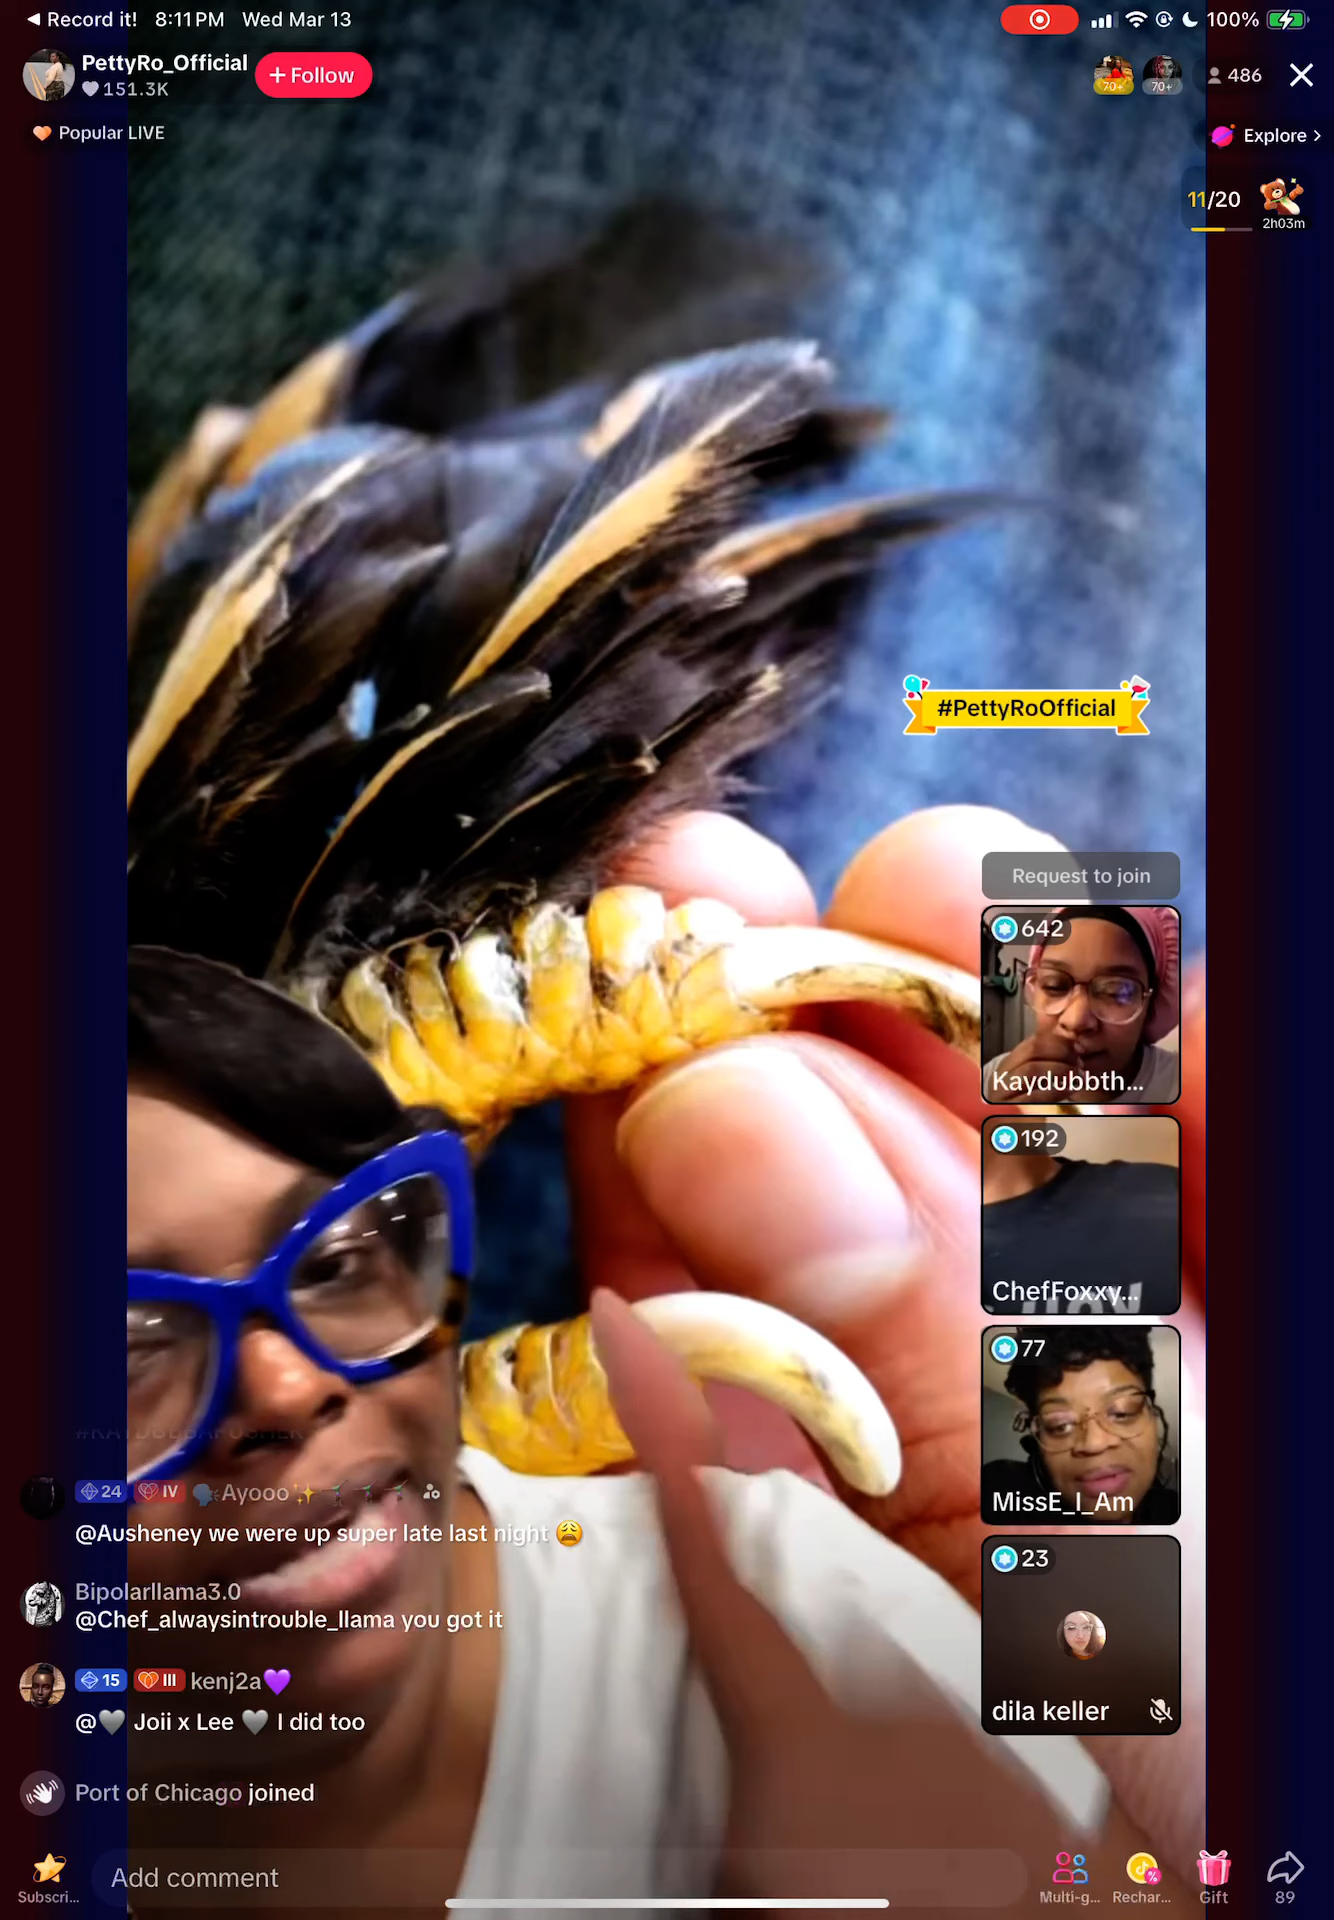 ◀ Record it! 8:11 PM Wed Mar 13 100%
PettyRo_Official
151.3K
+ Follow
70+
70+
486
Popular LIVE
Explore >
11/20
2h03m
#PettyRoOfficial
Request to join
642
Kaydubbth...
192
ChefFoxxy...
77
MissE_I_Am
23
dila keller
24 IV 🗣️Ayooo✨
@Ausheney we were up super late last night 😩
Bipolarllama3.0
@Chef_alwaysintrouble_llama you got it
15 III kenj2a💜
@🩶 Joii x Lee 🩶 I did too
Port of Chicago joined
Subscri...
Add comment
Multi-g...
Rechar...
Gift
89